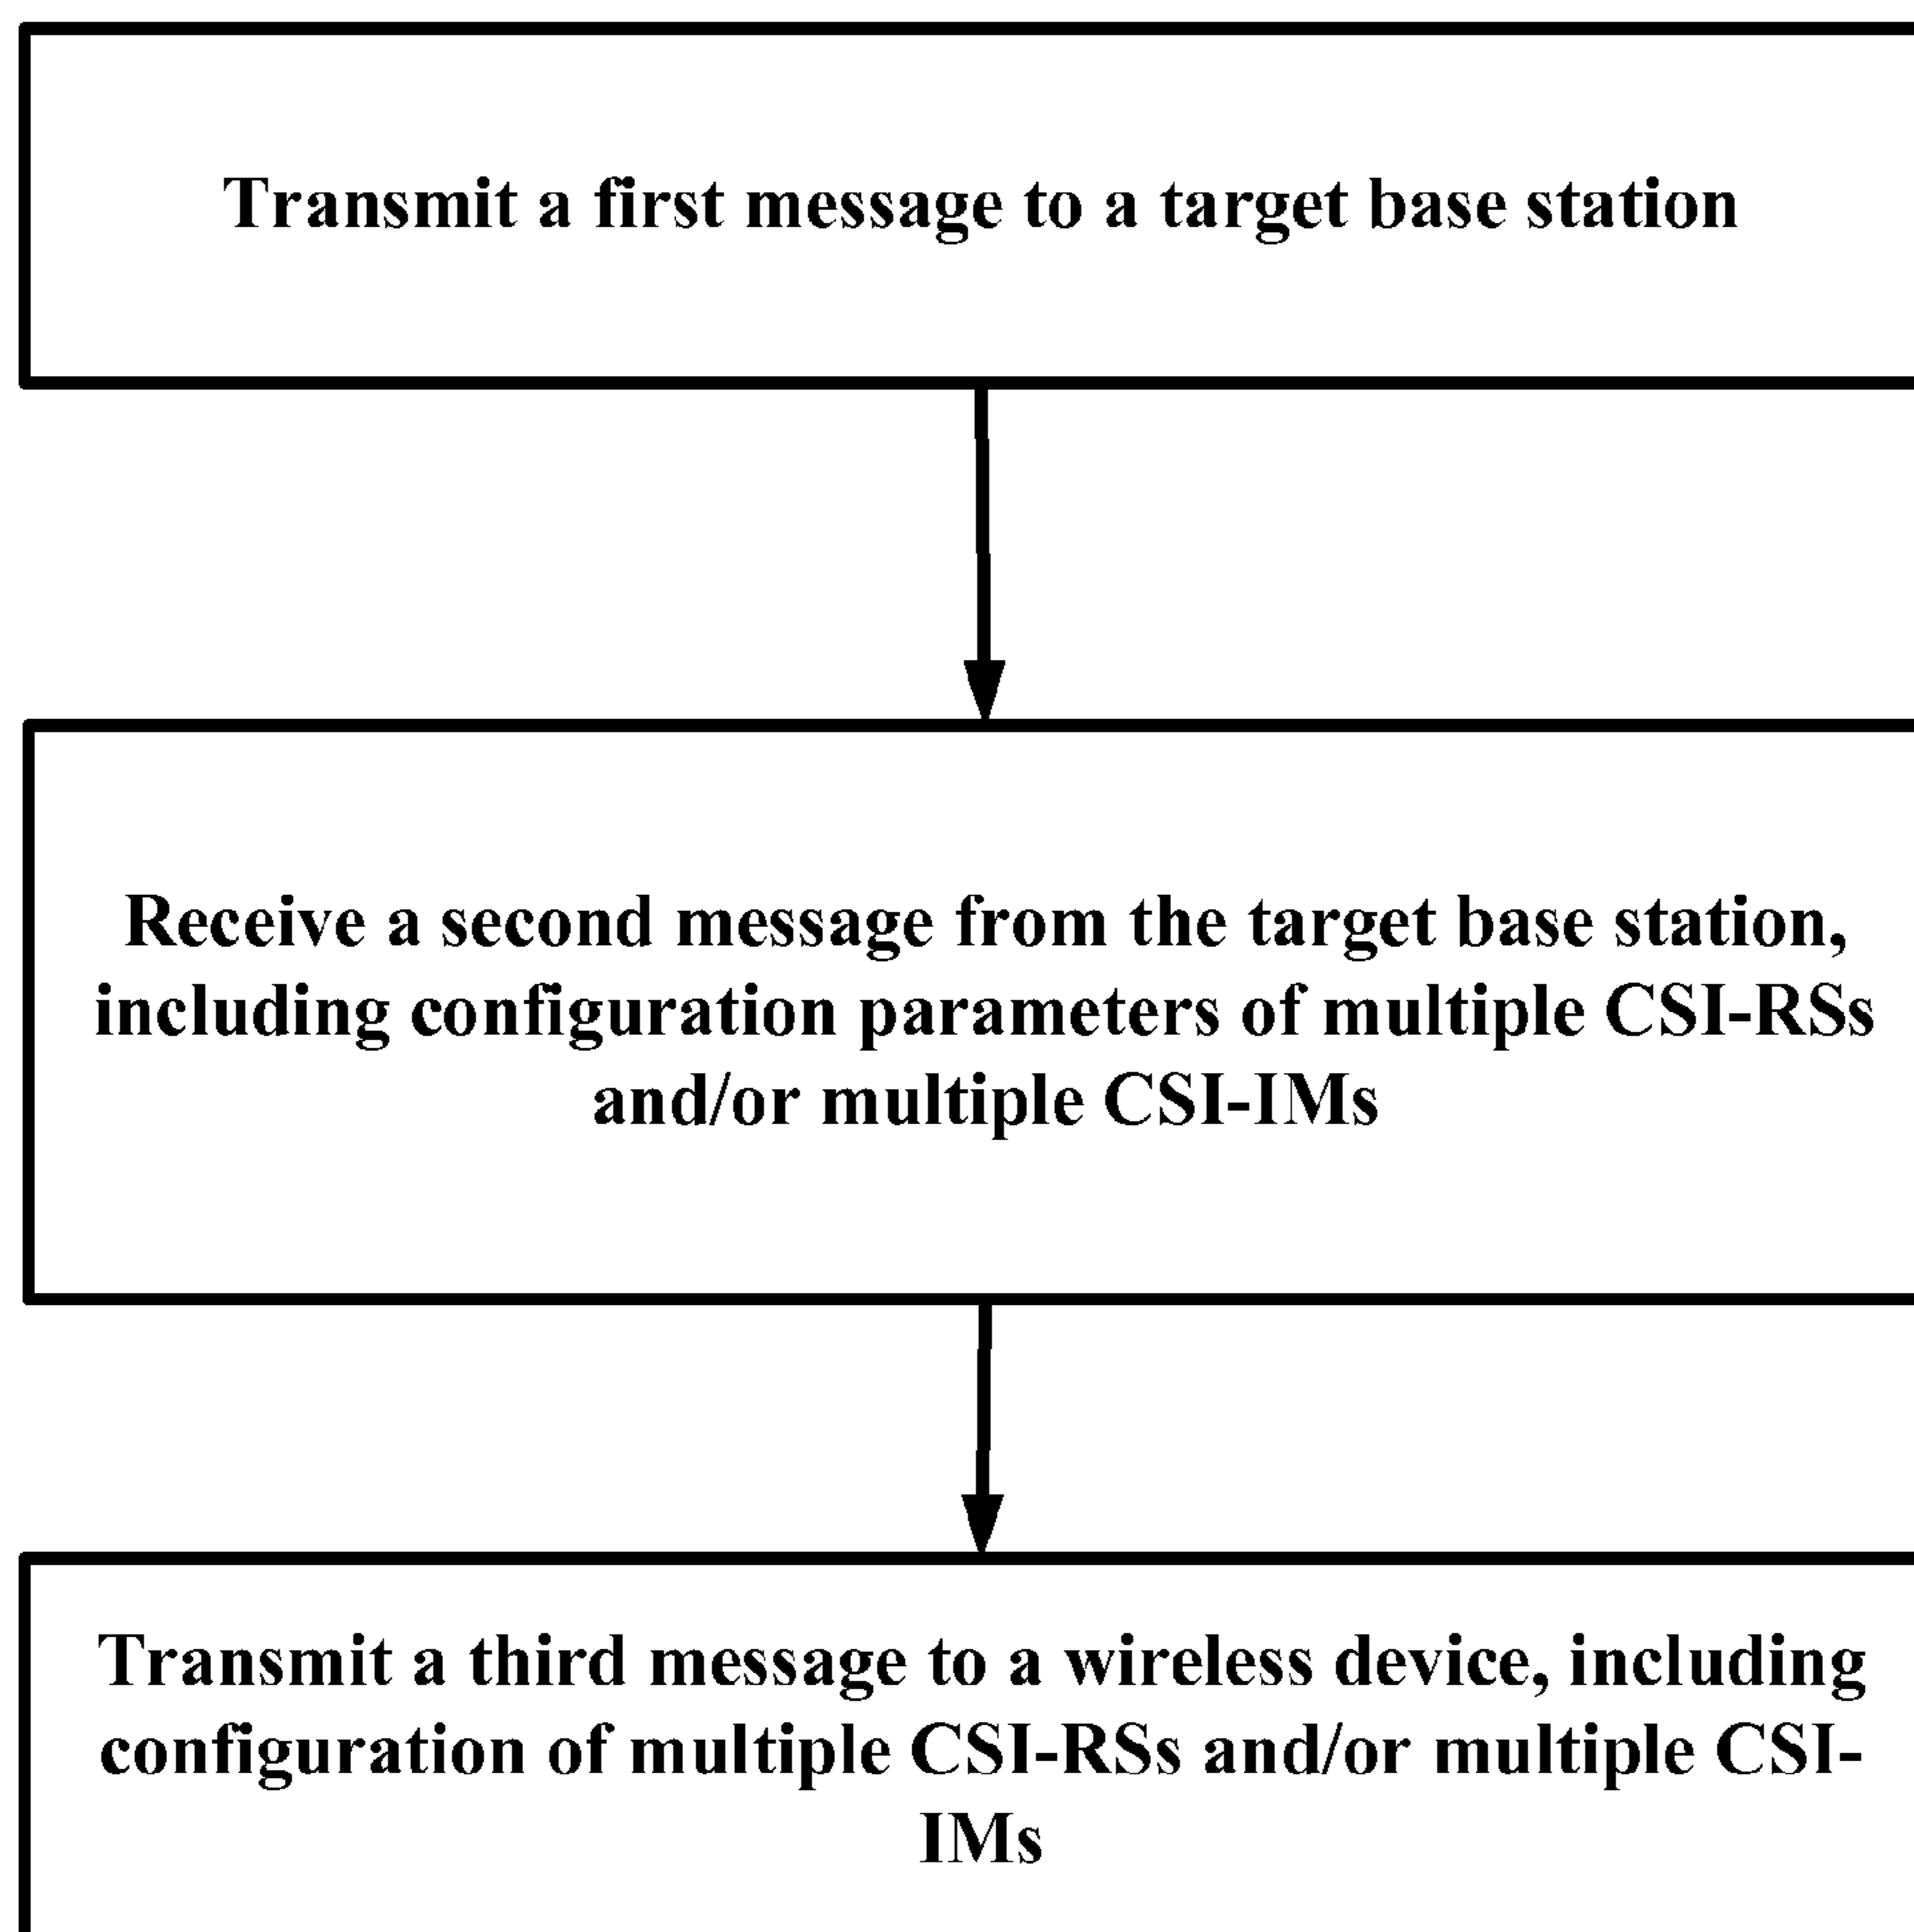 Transmit a first message to a target base station
Receive a second message from the target base station,
including configuration parameters of multiple CSI-RSs
and/or multiple CSI-IMs
Transmit a third message to a wireless device, including
configuration of multiple CSI-RSs and/or multiple CSI-
IMs